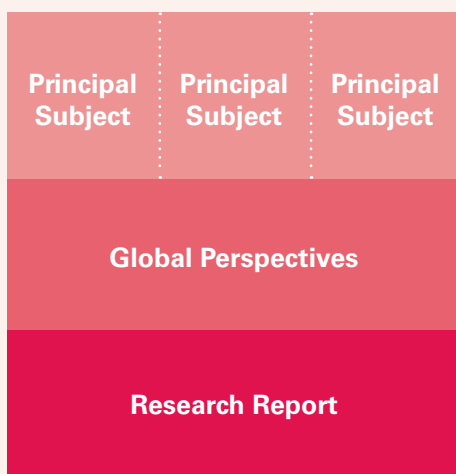 Principal
Subject
Principal
Subject
Principal
Subject
Global Perspectives
Research Report